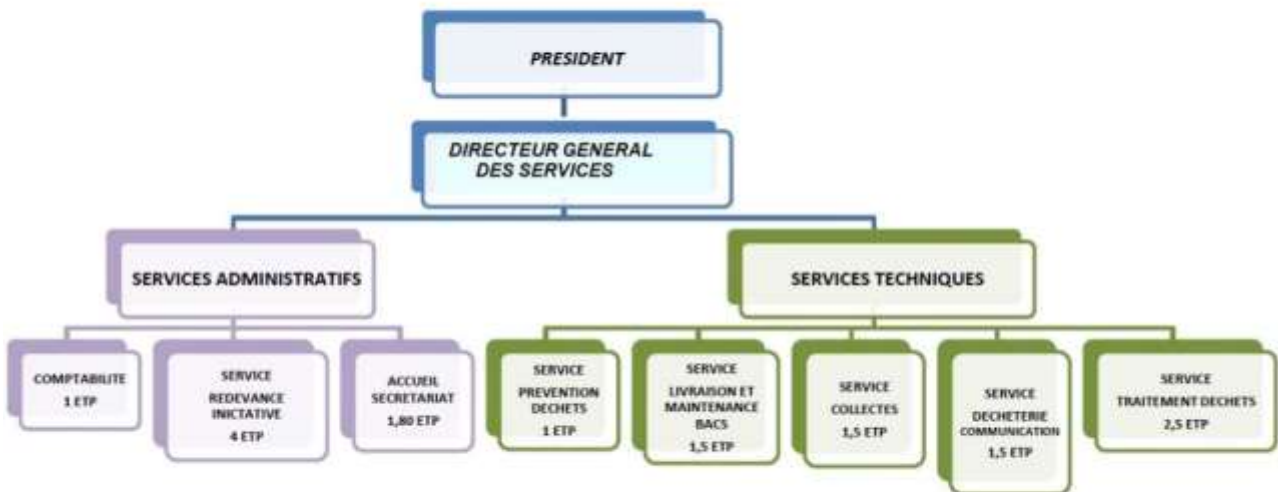 PRESIDENT
DIRECTEUR GENERAL
DES SERVICES
SERVICES ADMINISTRATIFS
SERVICES TECHNIQUES
COMPTABILITE
1 ETP
SERVICE
REDEVANCE
INICTATIVE
4 ETP
ACCUEIL
SECRETARIAT
1,80 ETP
SERVICE
PREVENTION
DECHETS
1 ETP
SERVICE
LIVRAISON ET
MAINTENANCE
BACS
1,5 ETP
SERVICE
COLLECTES
1,5 ETP
SERVICE
DECHETERIE
COMMUNICATION
1,5 ETP
SERVICE
TRAITEMENT DECHETS
2,5 ETP